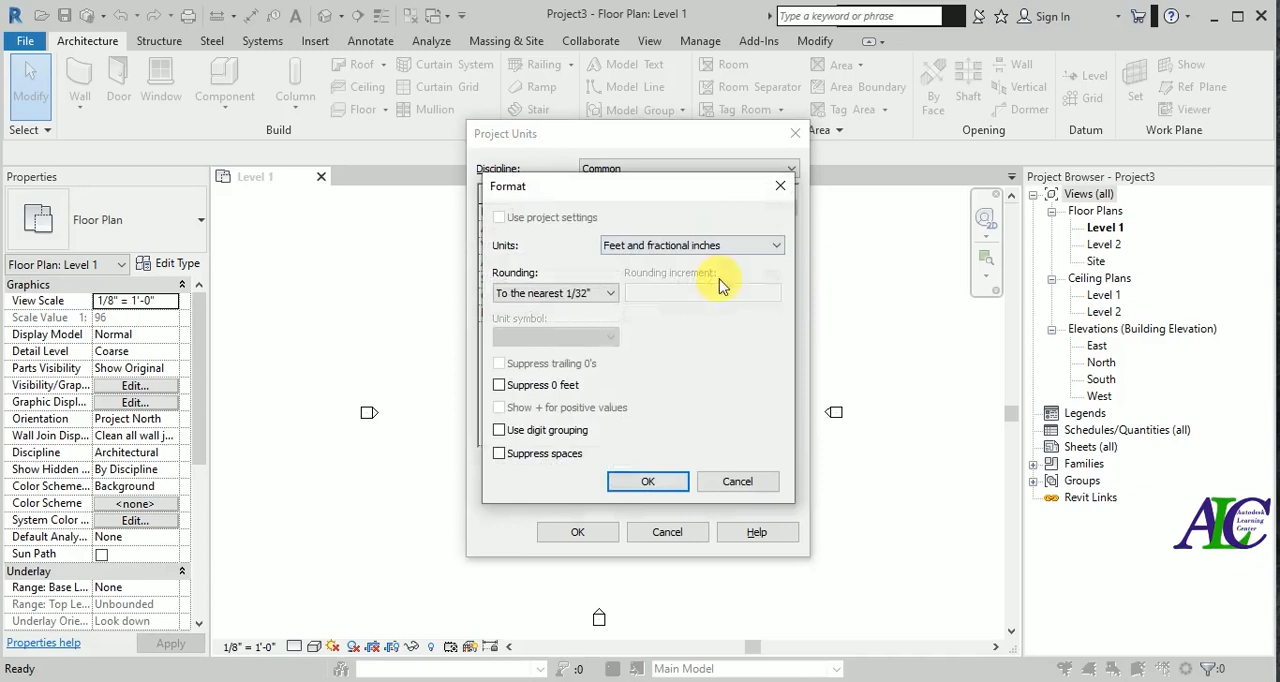 Project3 - Floor Plan: Level 1
Type a keyword or phrase
Sign In
File Architecture Structure Steel Systems Insert Annotate Analyze Massing & Site Collaborate View Manage Add-Ins Modify
Modify
Wall
Door
Window
Component
Column
Roof
Ceiling
Floor
Curtain System
Curtain Grid
Mullion
Railing
Ramp
Stair
Model Text
Model Line
Model Group
Room
Room Separator
Tag Room
Area
Area Boundary
Tag Area
By
Face
Shaft
Wall
Vertical
Dormer
Level
Grid
Set
Show
Ref Plane
Viewer
Select
Build
Area
Opening
Datum
Work Plane
Properties
Floor Plan
Floor Plan: Level 1
Edit Type
Graphics
View Scale 1/8" = 1'-0"
Scale Value 1: 96
Display Model Normal
Detail Level Coarse
Parts Visibility Show Original
Visibility/Grap... Edit...
Graphic Displ... Edit...
Orientation Project North
Wall Join Disp... Clean all wall j...
Discipline Architectural
Show Hidden ... By Discipline
Color Scheme ... Background
Color Scheme <none>
System Color ... Edit...
Default Analy... None
Sun Path
Underlay
Range: Base L... None
Range: Top Le... Unbounded
Underlay Orie... Look down
Properties help
Apply
Level 1
Project Units
Discipline: Common
Format
Use project settings
Units: Feet and fractional inches
Rounding: Rounding increment:
To the nearest 1/32"
Unit symbol:
Suppress trailing 0's
Suppress 0 feet
Show + for positive values
Use digit grouping
Suppress spaces
OK Cancel
OK Cancel Help
2D
Project Browser - Project3
Views (all)
Floor Plans
Level 1
Level 2
Site
Ceiling Plans
Level 1
Level 2
Elevations (Building Elevation)
East
North
South
West
Legends
Schedules/Quantities (all)
Sheets (all)
Families
Groups
Revit Links
ALC
Autodesk
Learning
Center
1/8" = 1'-0"
Ready
:0
Main Model
:0